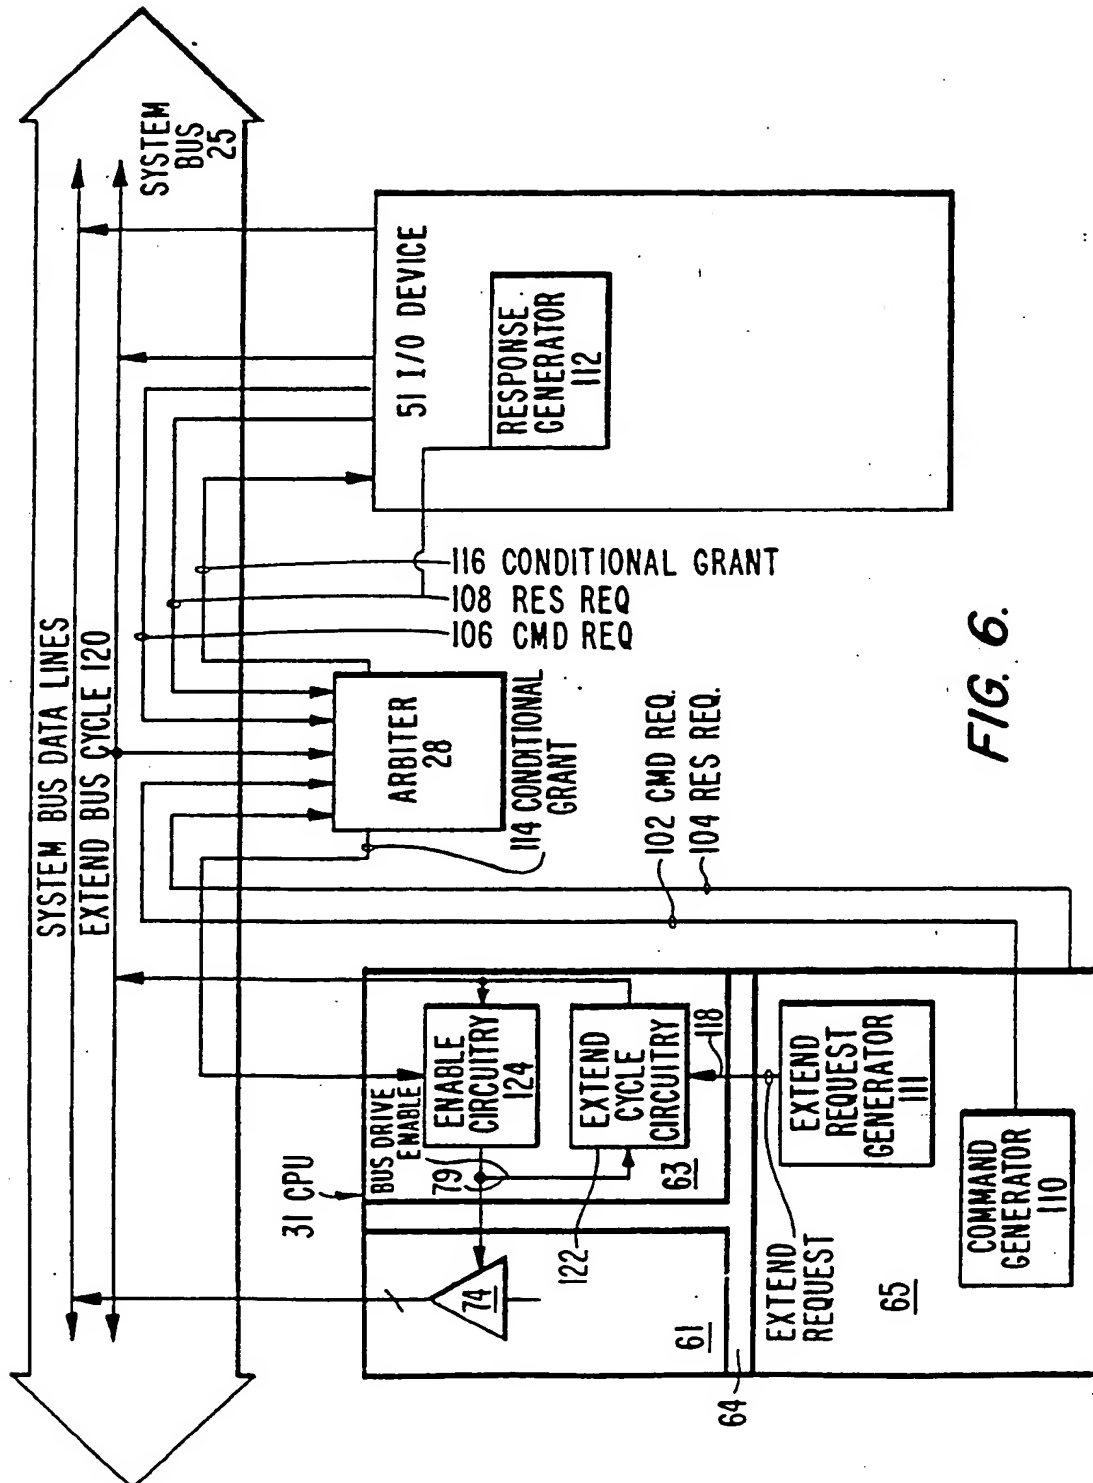 SYSTEM BUS DATA LINES
EXTEND BUS CYCLE 120
SYSTEM
BUS
25
31 CPU
BUS DRIVE
ENABLE
79
ENABLE
CIRCUITRY
124
EXTEND
CYCLE
CIRCUITRY
122
63
74
61
64
118
EXTEND
REQUEST
EXTEND
REQUEST
GENERATOR
111
65
COMMAND
GENERATOR
110
ARBITER
28
114 CONDITIONAL
GRANT
102 CMD REQ.
104 RES REQ.
116 CONDITIONAL GRANT
108 RES REQ
106 CMD REQ
51 I/O DEVICE
RESPONSE
GENERATOR
112
FIG. 6.